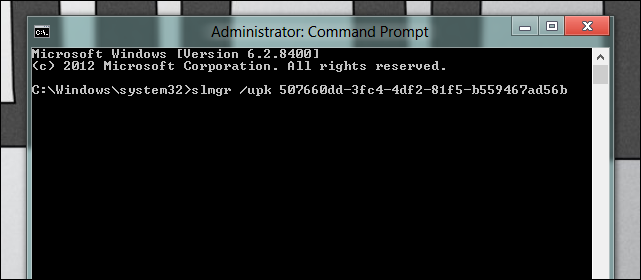 Administrator: Command Prompt
Microsoft Windows [Version 6.2.8400]
(c) 2012 Microsoft Corporation. All rights reserved.
C:\Windows\system32>slmgr /upk 507660dd-3fc4-4df2-81f5-b559467ad56b